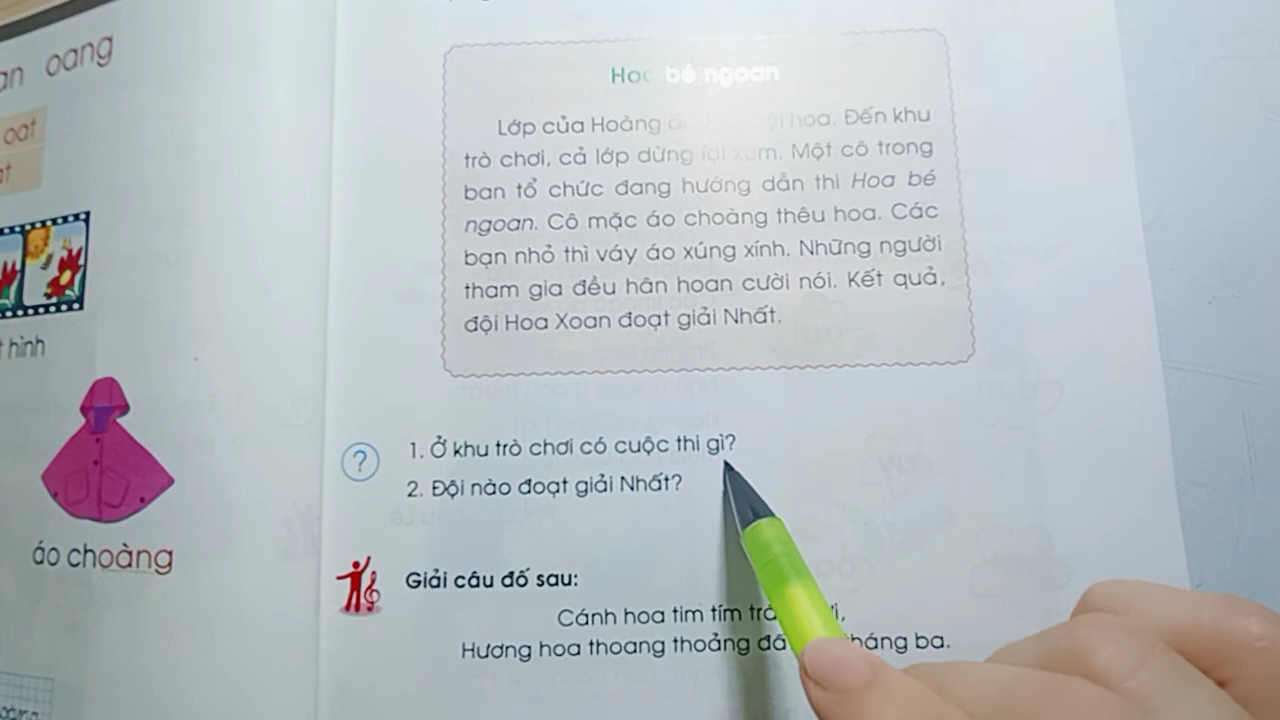 an oang
oat
at
hình
áo choàng
Hoa bé ngoan
Lớp của Hoàng hội hoa. Đến khu
trò chơi, cả lớp dừng lại xem. Một cô trong
ban tổ chức đang hướng dẫn thi Hoa bé
ngoan. Cô mặc áo choàng thêu hoa. Các
bạn nhỏ thì váy áo xúng xính. Những người
tham gia đều hân hoan cười nói. Kết quả,
đội Hoa Xoan đoạt giải Nhất.
?
1. Ở khu trò chơi có cuộc thi gì?
2. Đội nào đoạt giải Nhất?
Giải câu đố sau:
Cánh hoa tim tím
Hương hoa thoang thoảng đã tháng ba.